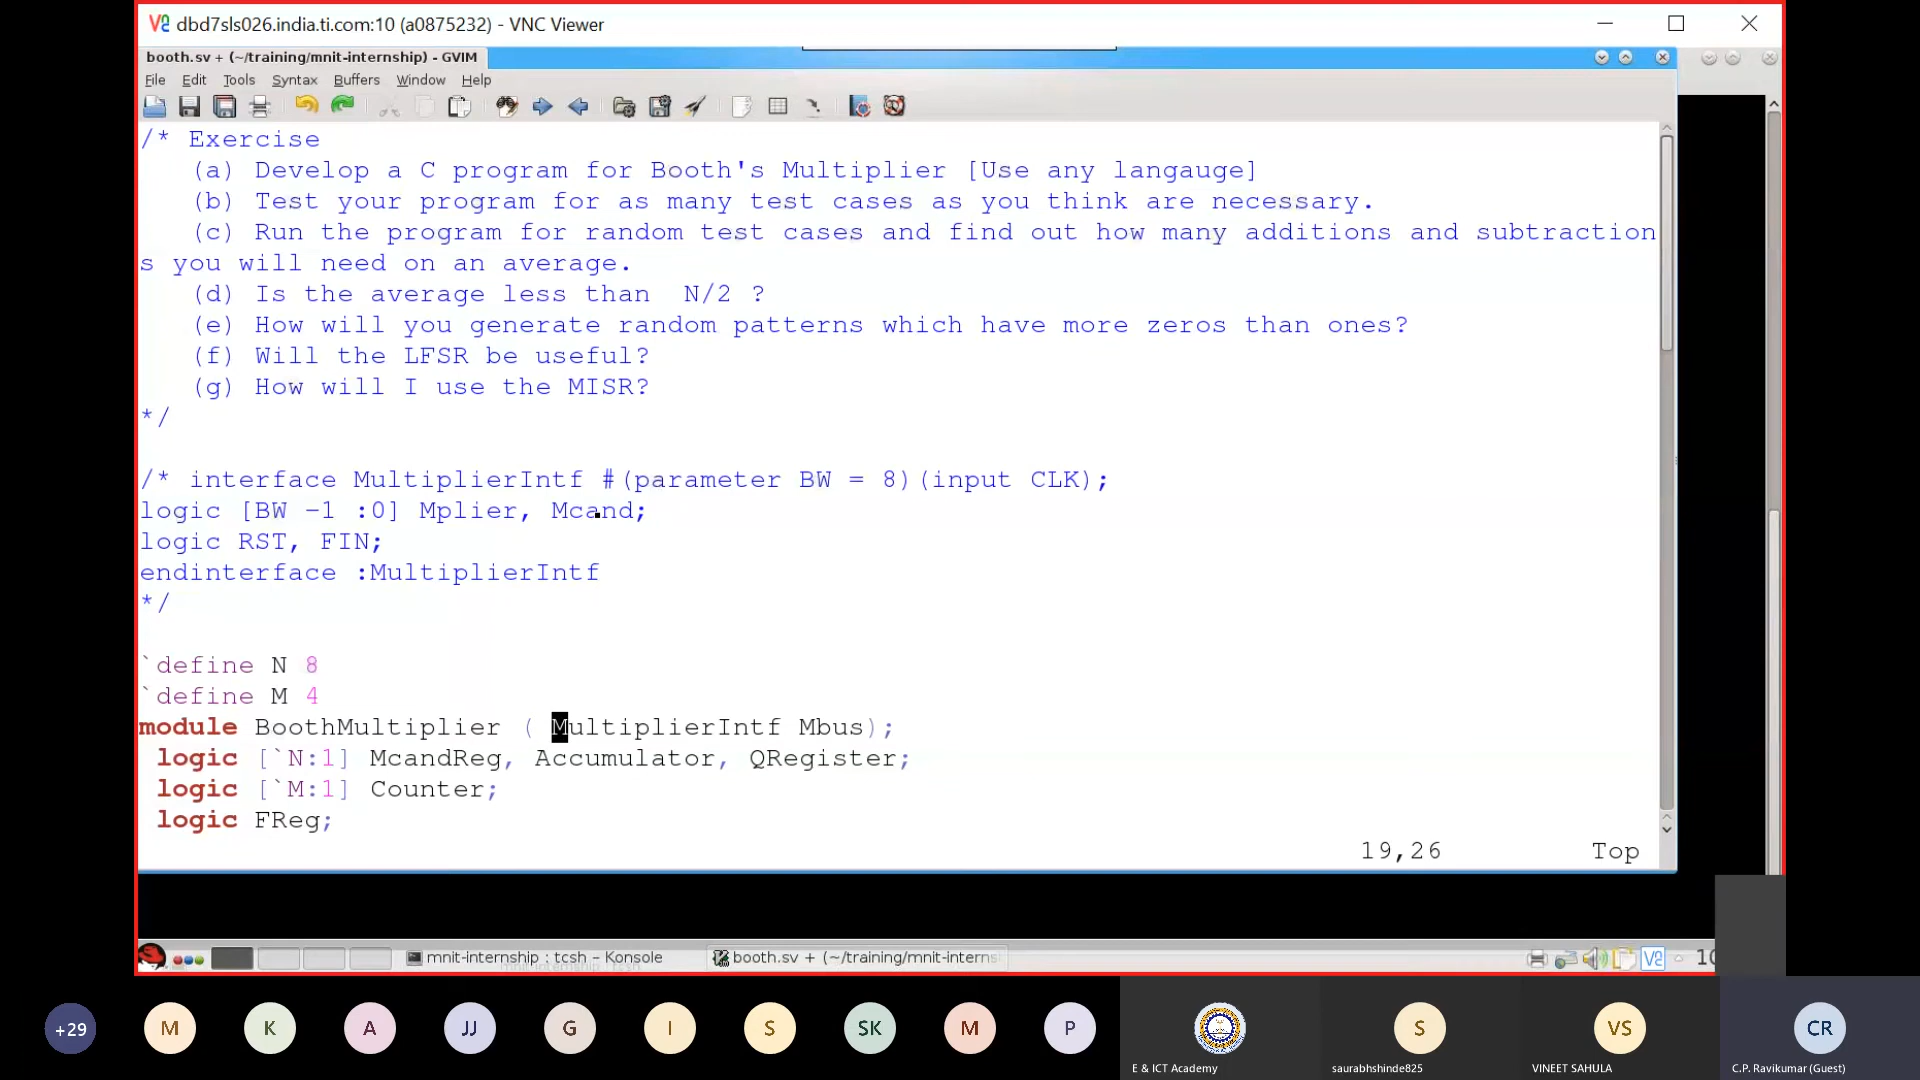 dbd7sls026.india.ti.com:10 (a0875232) - VNC Viewer
booth.sv + (~/training/mnit-internship) - GVIM
File Edit Tools Syntax Buffers Window Help
/* Exercise
(a) Develop a C program for Booth's Multiplier [Use any langauge]
(b) Test your program for as many test cases as you think are necessary.
(c) Run the program for random test cases and find out how many additions and subtraction
s you will need on an average.
(d) Is the average less than  N/2 ?
(e) How will you generate random patterns which have more zeros than ones?
(f) Will the LFSR be useful?
(g) How will I use the MISR?
*/
/* interface MultiplierIntf #(parameter BW = 8)(input CLK);
logic [BW -1 :0] Mplier, Mcand;
logic RST, FIN;
endinterface :MultiplierIntf
*/
`define N 8
`define M 4
module BoothMultiplier ( MultiplierIntf Mbus);
logic [`N:1] McandReg, Accumulator, QRegister;
logic [`M:1] Counter;
logic FReg;
19,26 Top
mnit-internship : tcsh - Konsole
booth.sv + (~/training/mnit-interns
+29 M K A JJ G I S SK M P S VS CR
E & ICT Academy saurabhshinde825 VINEET SAHULA C.P. Ravikumar (Guest)